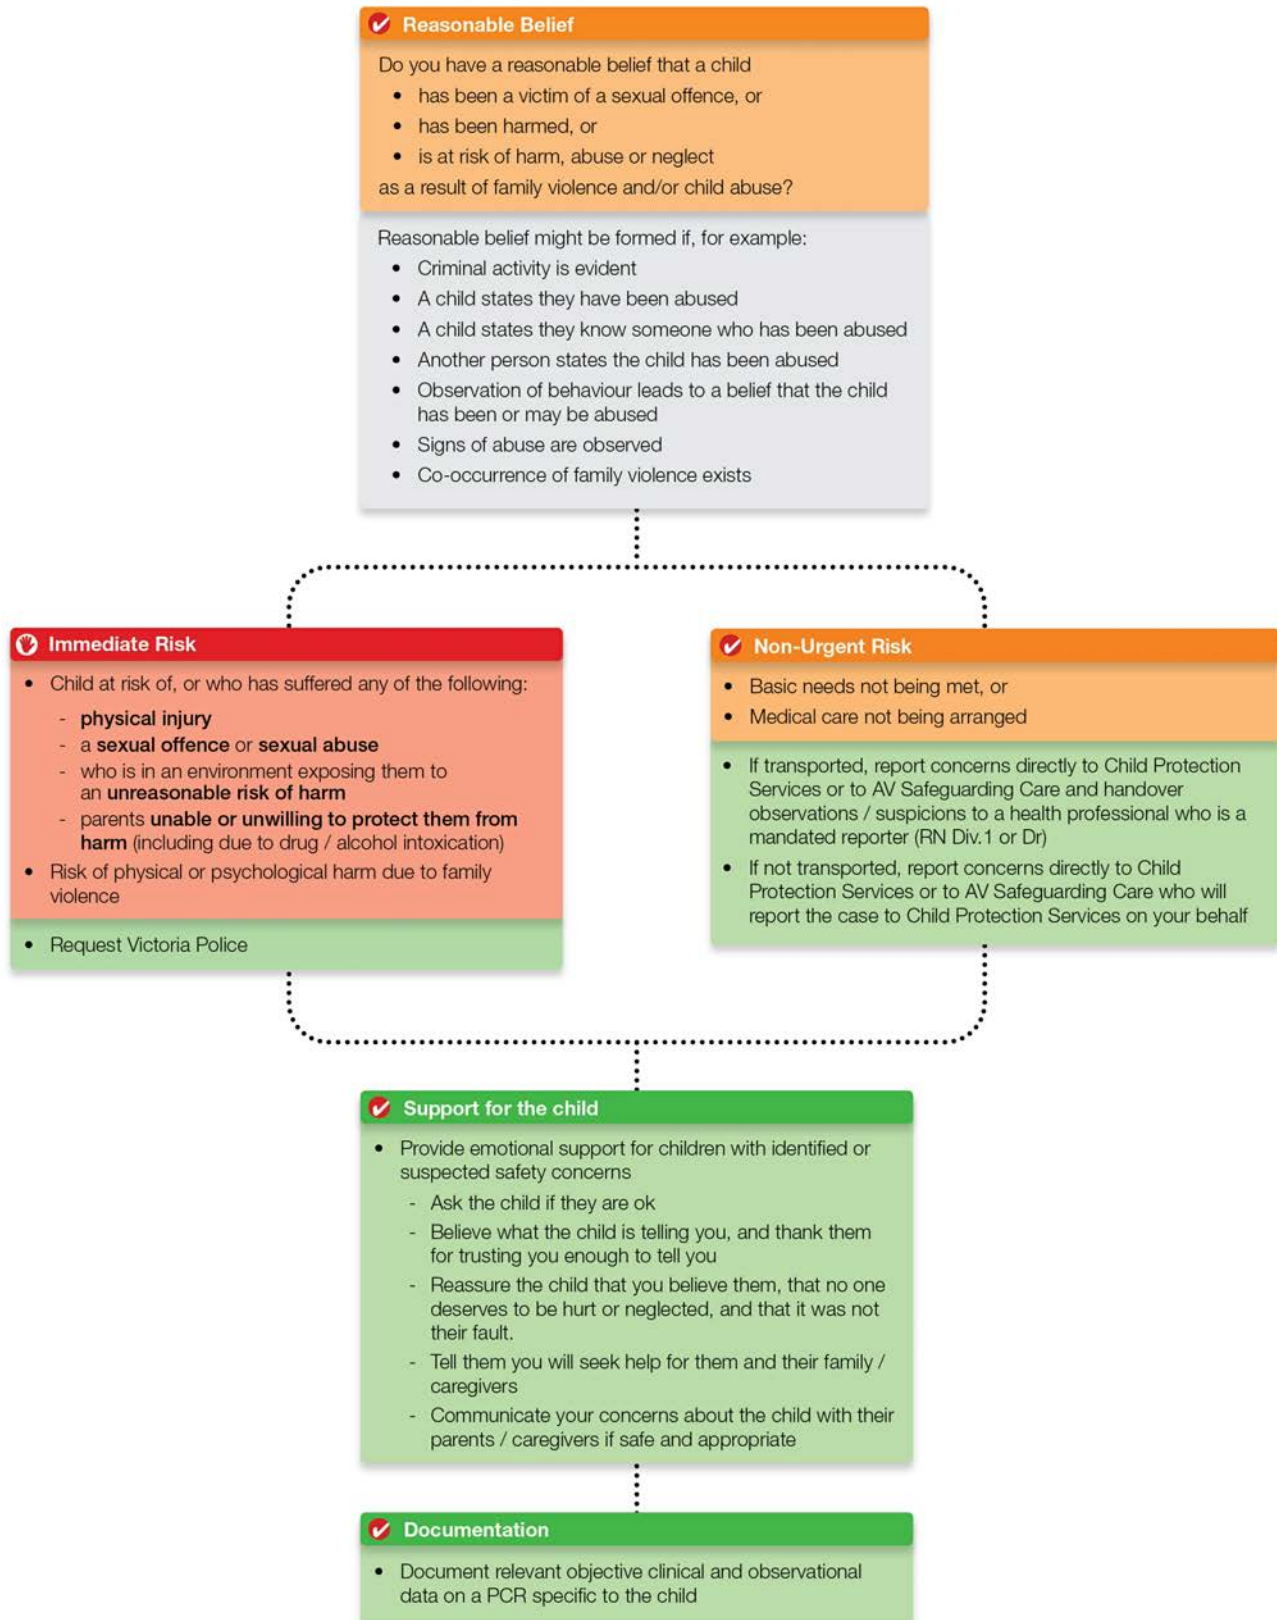 Reasonable Belief
Do you have a reasonable belief that a child
• has been a victim of a sexual offence, or
• has been harmed, or
• is at risk of harm, abuse or neglect
as a result of family violence and/or child abuse?
Reasonable belief might be formed if, for example:
• Criminal activity is evident
• A child states they have been abused
• A child states they know someone who has been abused
• Another person states the child has been abused
• Observation of behaviour leads to a belief that the child
has been or may be abused
• Signs of abuse are observed
• Co-occurrence of family violence exists
Immediate Risk
• Child at risk of, or who has suffered any of the following:
- physical injury
- a sexual offence or sexual abuse
- who is in an environment exposing them to
an unreasonable risk of harm
- parents unable or unwilling to protect them from
harm (including due to drug / alcohol intoxication)
• Risk of physical or psychological harm due to family
violence
• Request Victoria Police
Non-Urgent Risk
• Basic needs not being met, or
• Medical care not being arranged
• If transported, report concerns directly to Child Protection
Services or to AV Safeguarding Care and handover
observations / suspicions to a health professional who is a
mandated reporter (RN Div.1 or Dr)
• If not transported, report concerns directly to Child
Protection Services or to AV Safeguarding Care who will
report the case to Child Protection Services on your behalf
Support for the child
• Provide emotional support for children with identified or
suspected safety concerns
- Ask the child if they are ok
- Believe what the child is telling you, and thank them
for trusting you enough to tell you
- Reassure the child that you believe them, that no one
deserves to be hurt or neglected, and that it was not
their fault.
- Tell them you will seek help for them and their family /
caregivers
- Communicate your concerns about the child with their
parents / caregivers if safe and appropriate
Documentation
• Document relevant objective clinical and observational
data on a PCR specific to the child